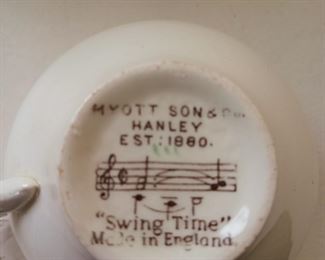 MYOTT SON & Co.
HANLEY
EST: 1880.
"Swing Time"
Made in England